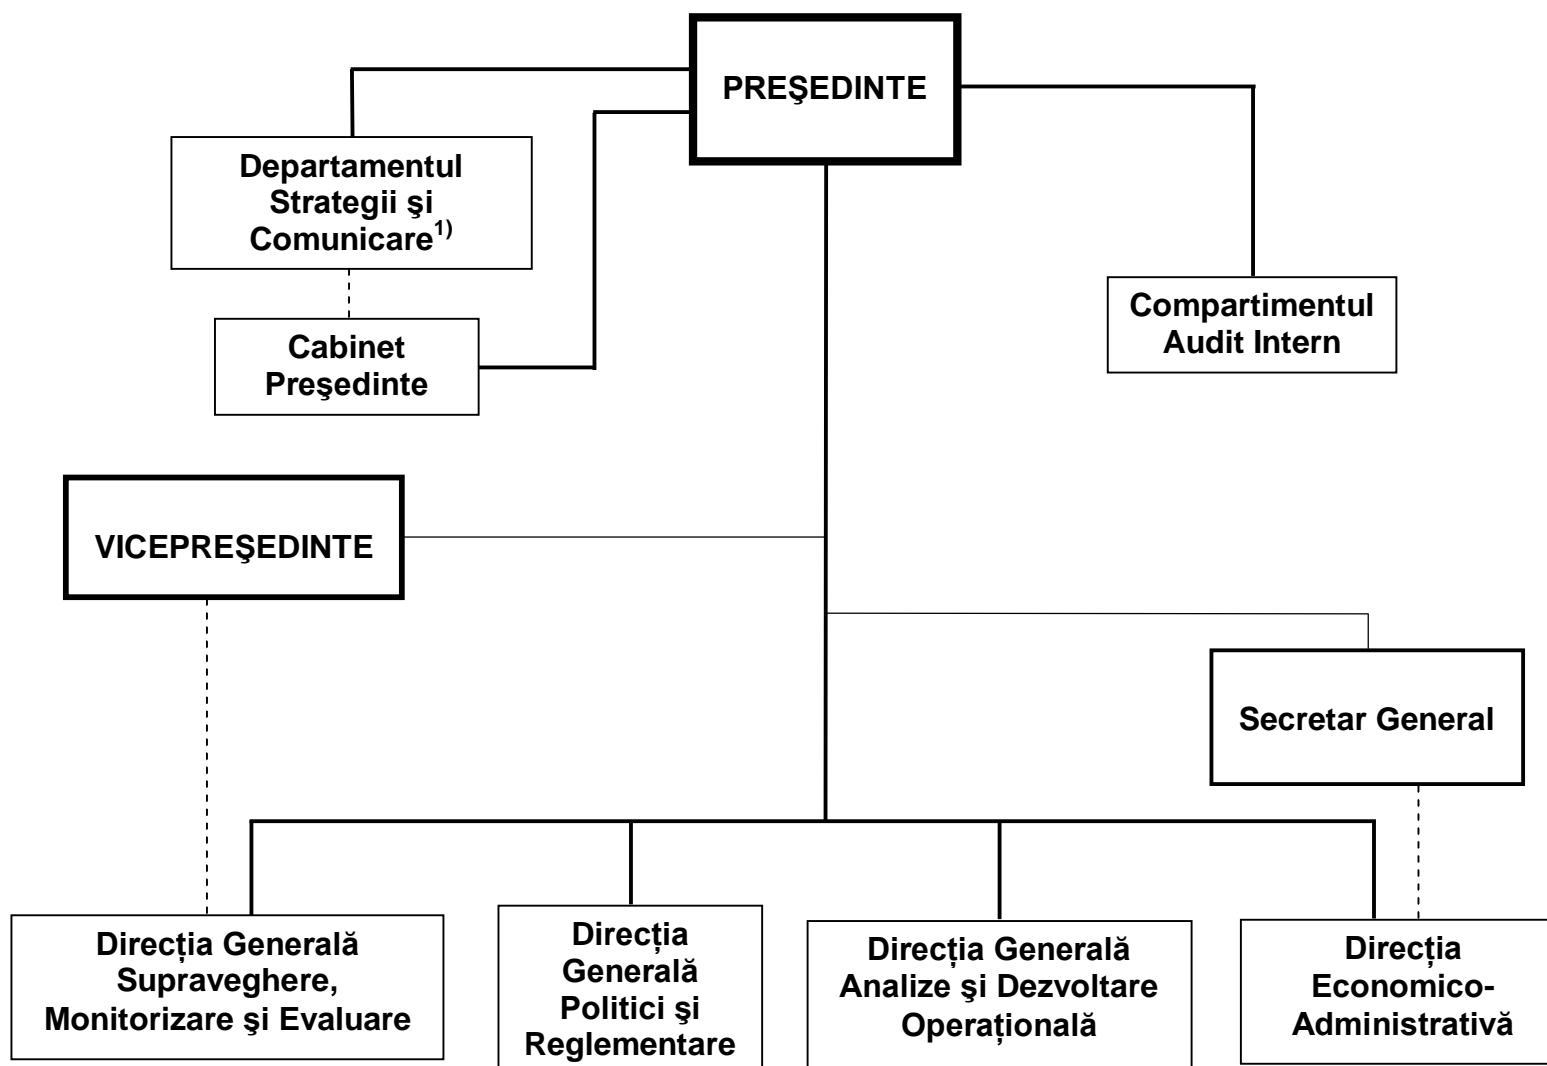 PREŞEDINTE
Departamentul
Strategii şi
Comunicare1)
Cabinet
Preşedinte
Compartimentul
Audit Intern
VICEPREŞEDINTE
Secretar General
Direcția Generală
Supraveghere,
Monitorizare şi Evaluare
Direcția
Generală
Politici şi
Reglementare
Direcția Generală
Analize şi Dezvoltare
Operațională
Direcția
Economico-
Administrativă